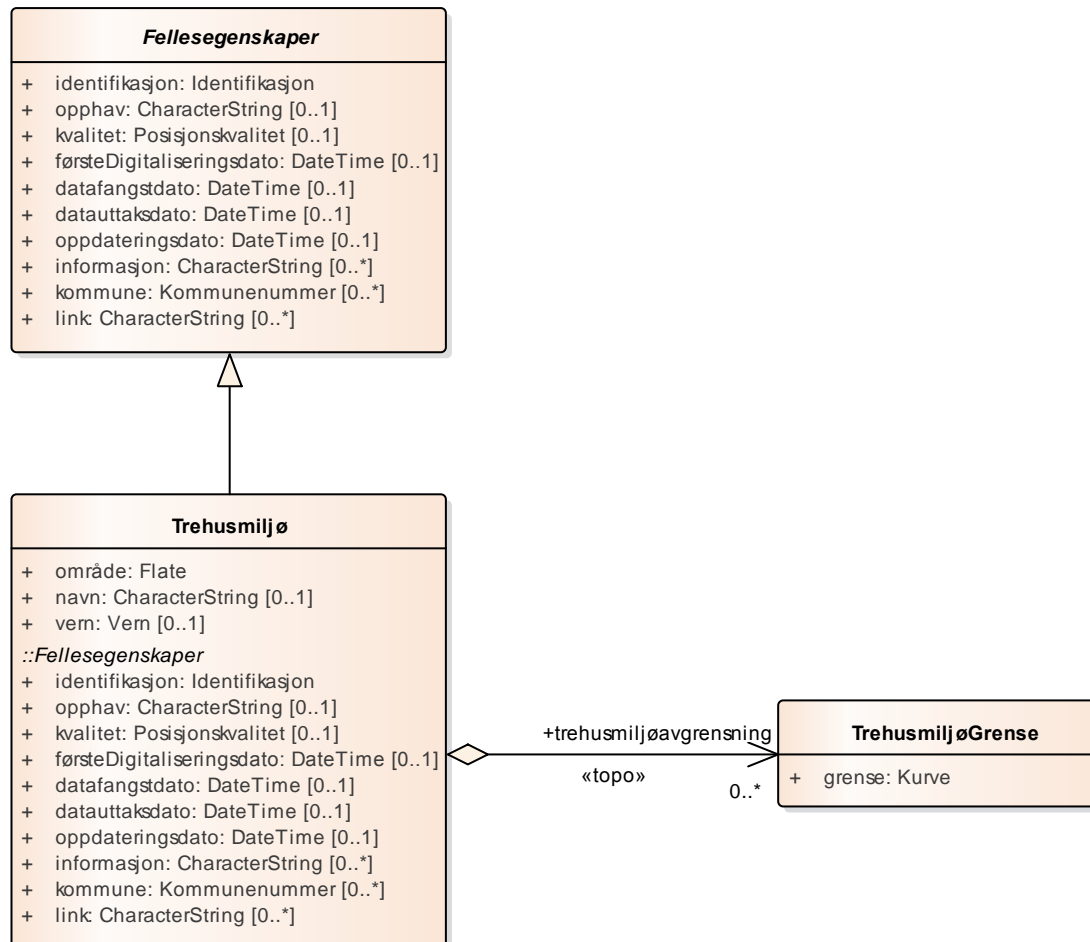 Fellesegenskaper
+ identifikasjon: Identifikasjon
+ opphav: CharacterString [0..1]
+ kvalitet: Posisjonskvalitet [0..1]
+ førsteDigitaliseringsdato: DateTime [0..1]
+ datafangstdato: DateTime [0..1]
+ datauttaksdato: DateTime [0..1]
+ oppdateringsdato: DateTime [0..1]
+ informasjon: CharacterString [0..*]
+ kommune: Kommunenummer [0..*]
+ link: CharacterString [0..*]
Trehusmiljø
+ område: Flate
+ navn: CharacterString [0..1]
+ vern: Vern [0..1]
::Fellesegenskaper
+ identifikasjon: Identifikasjon
+ opphav: CharacterString [0..1]
+ kvalitet: Posisjonskvalitet [0..1]
+ førsteDigitaliseringsdato: DateTime [0..1]
+ datafangstdato: DateTime [0..1]
+ datauttaksdato: DateTime [0..1]
+ oppdateringsdato: DateTime [0..1]
+ informasjon: CharacterString [0..*]
+ kommune: Kommunenummer [0..*]
+ link: CharacterString [0..*]
+trehusmiljøavgrensning
«topo»
0..*
TrehusmiljøGrense
+ grense: Kurve